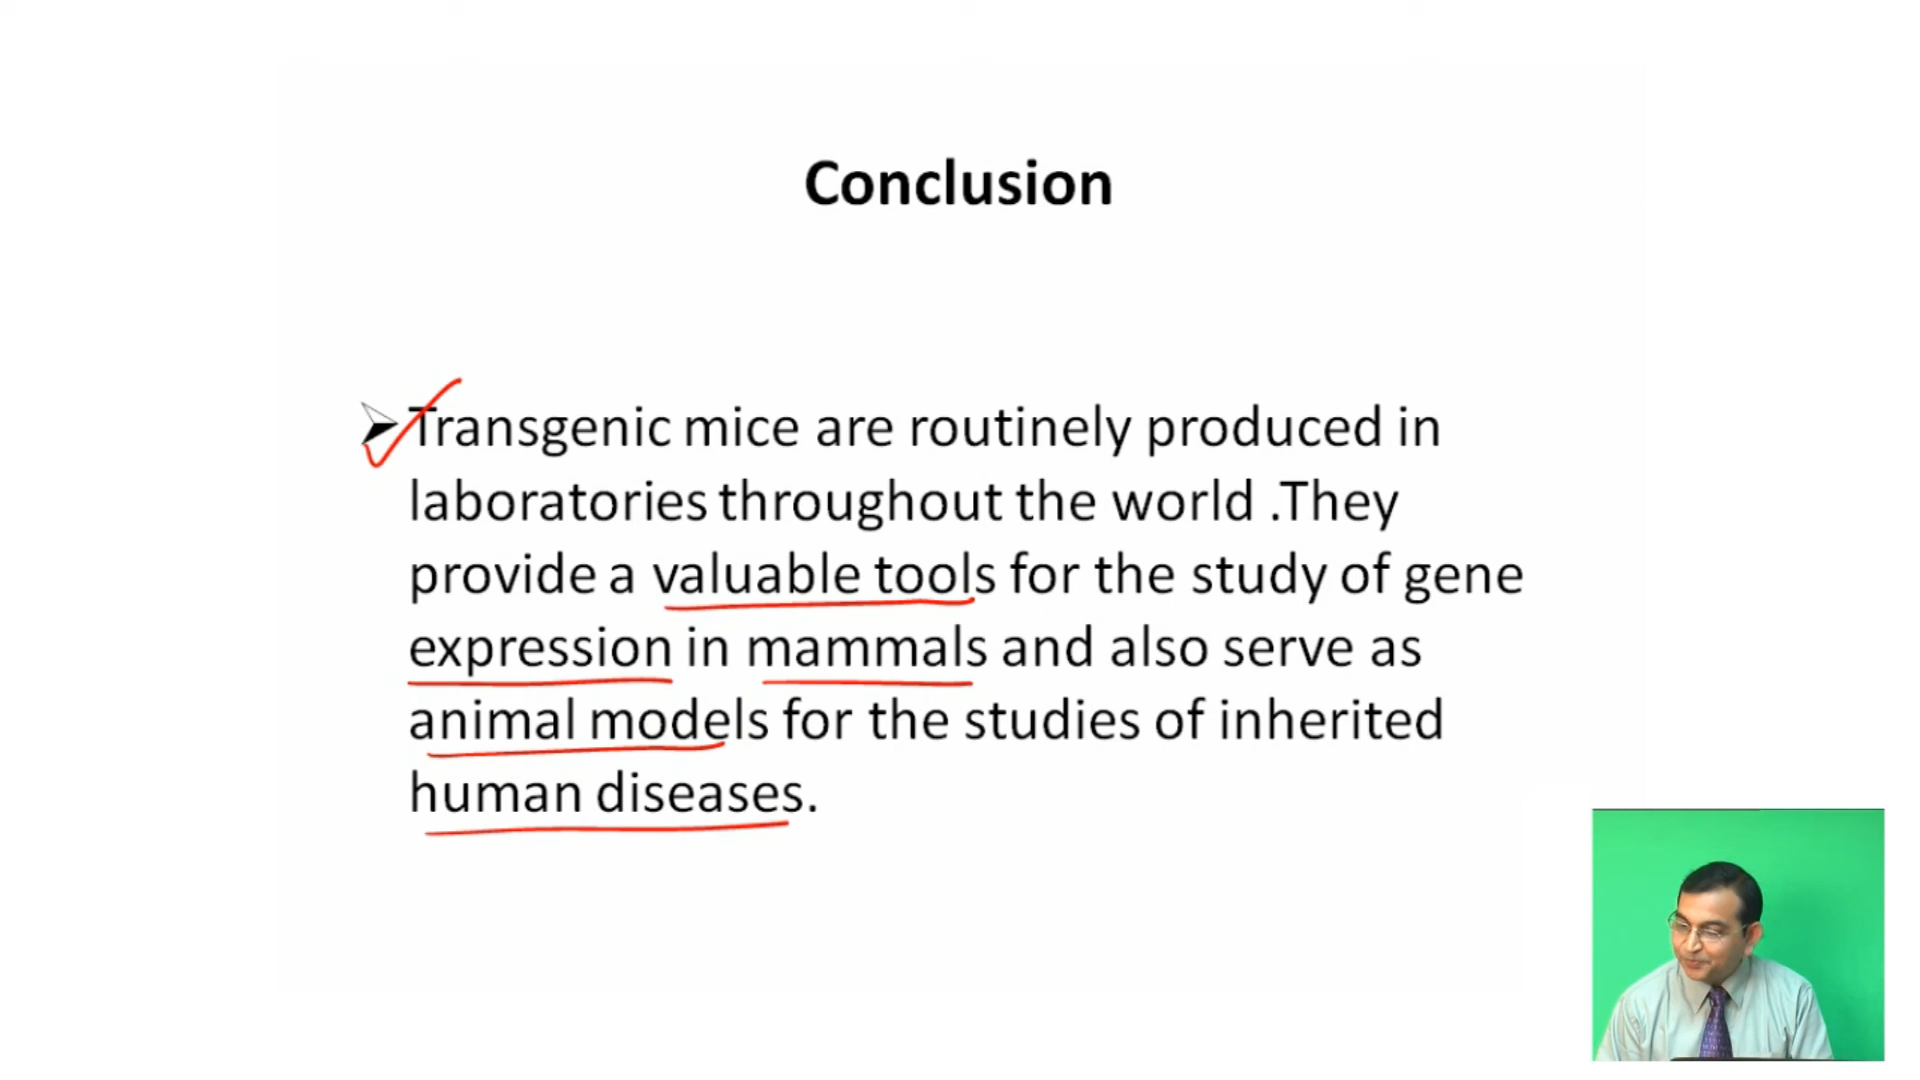 Conclusion
Transgenic mice are routinely produced in
laboratories throughout the world .They
provide a valuable tools for the study of gene
expression in mammals and also serve as
animal models for the studies of inherited
human diseases.